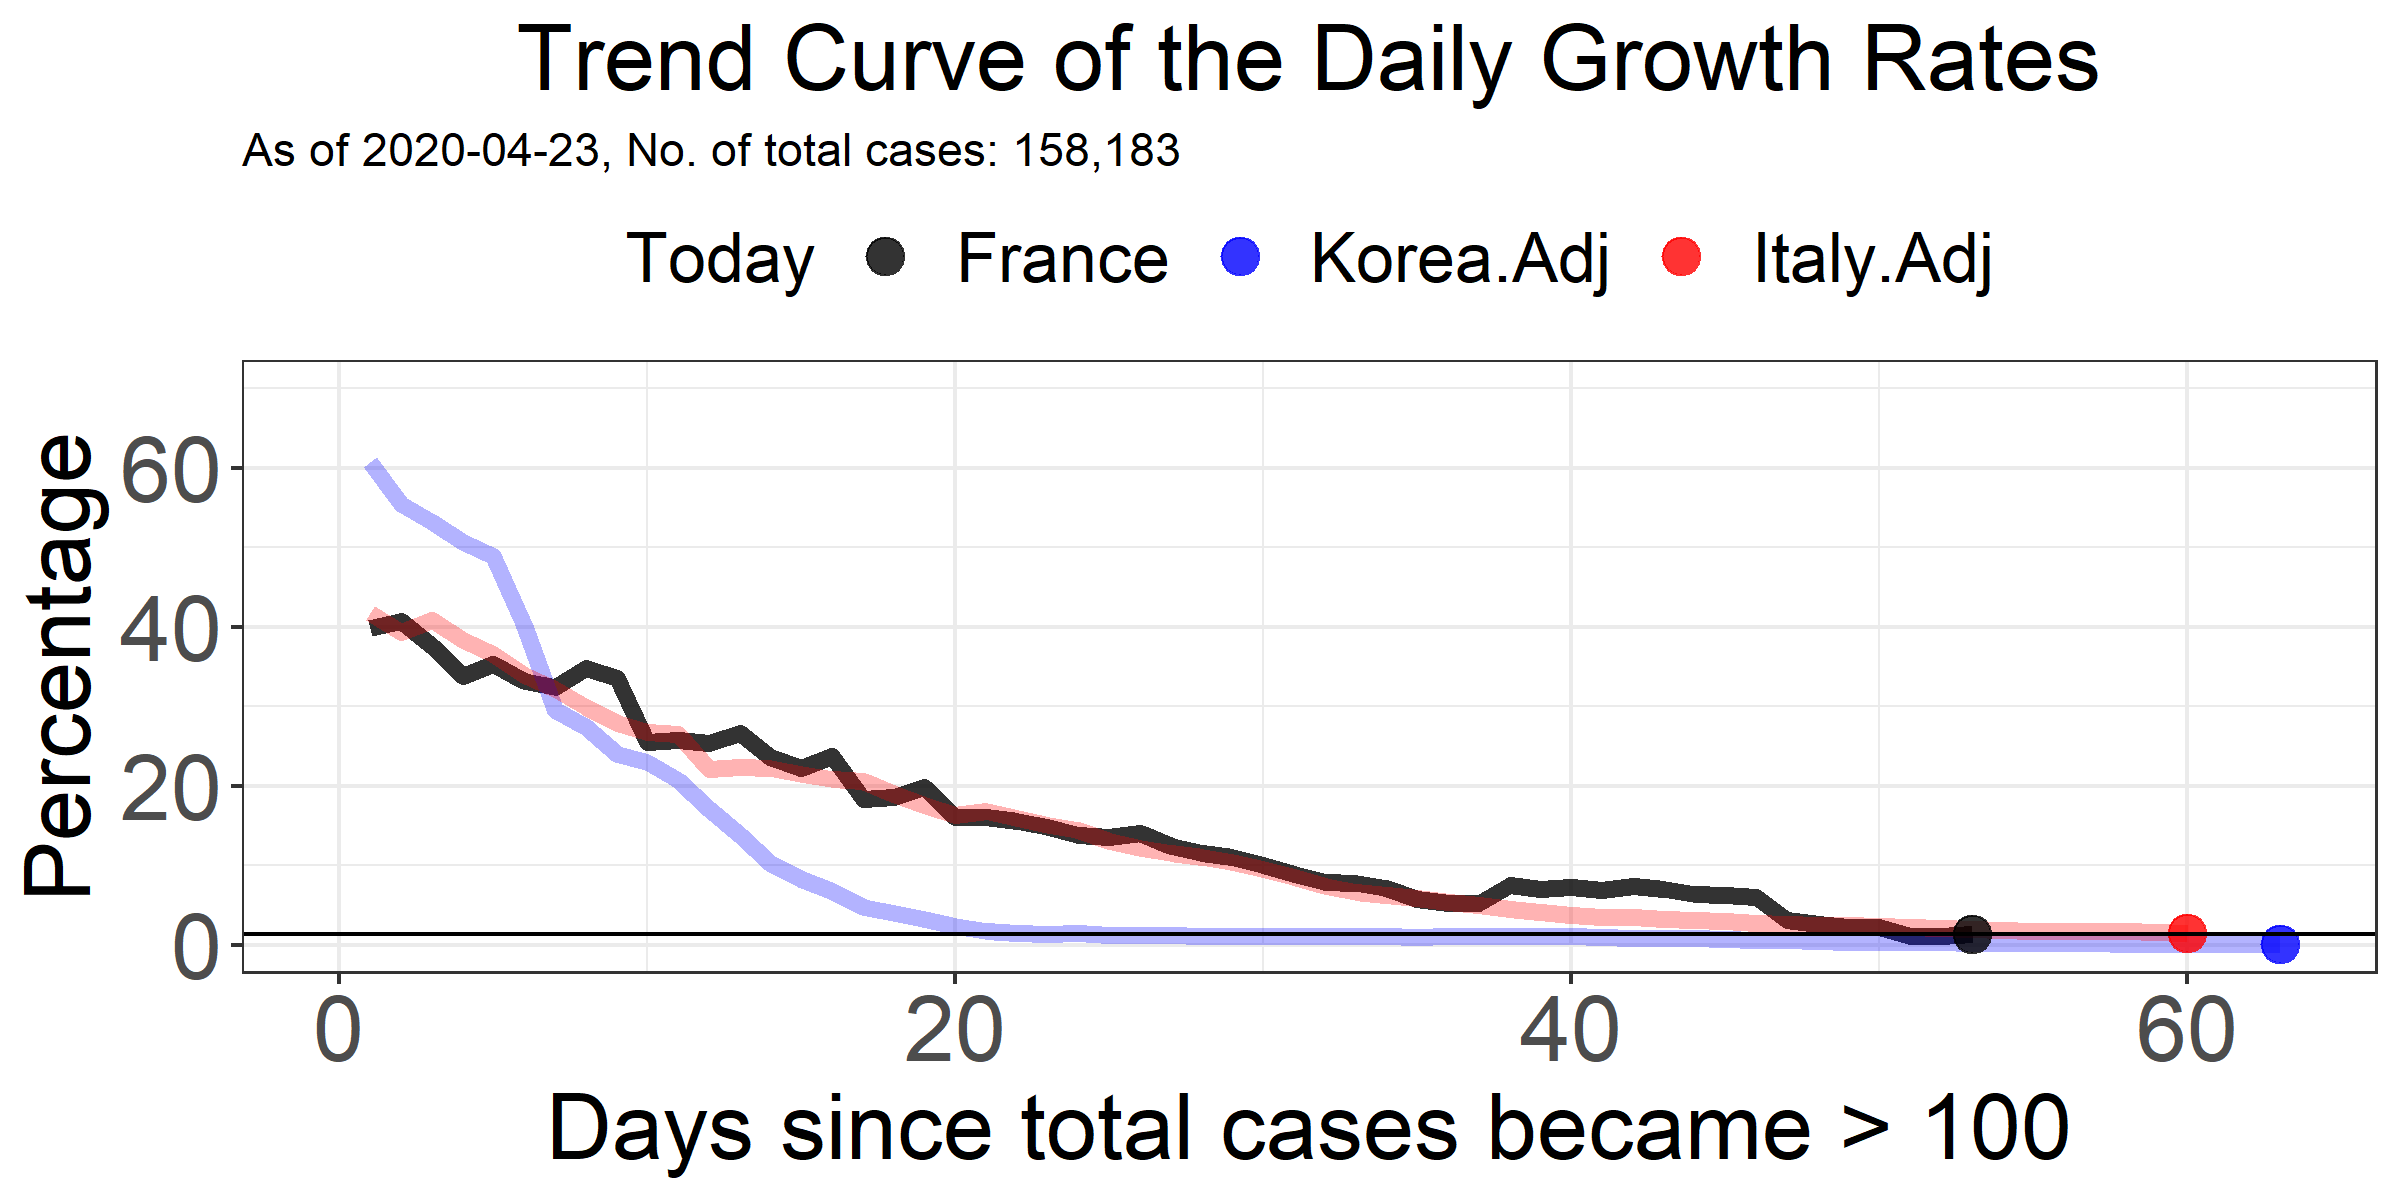 Trend Curve of the Daily Growth Rates
As of 2020-04-23, No. of total cases: 158,183
Today France Korea.Adj Italy.Adj
Percentage
60
40
20
0
0 20 40 60
Days since total cases became > 100